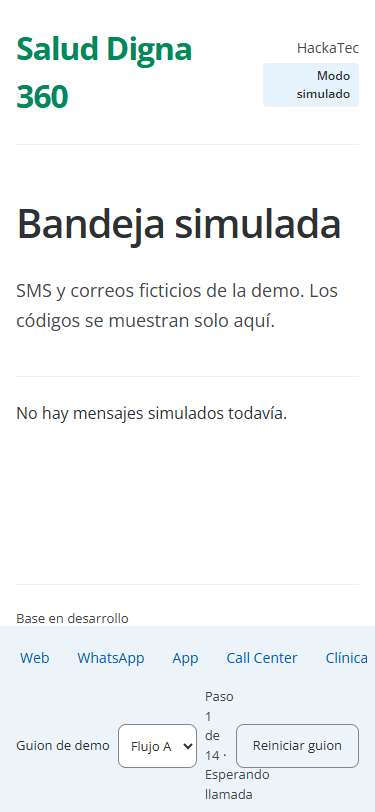 Salud Digna
360
HackaTec
Modo
simulado
Bandeja simulada
SMS y correos ficticios de la demo. Los
códigos se muestran solo aquí.
No hay mensajes simulados todavía.
Base en desarrollo
Web WhatsApp App Call Center Clínica
Guion de demo
Flujo A
Paso
1
de
14 ·
Esperando
llamada
Reiniciar guion